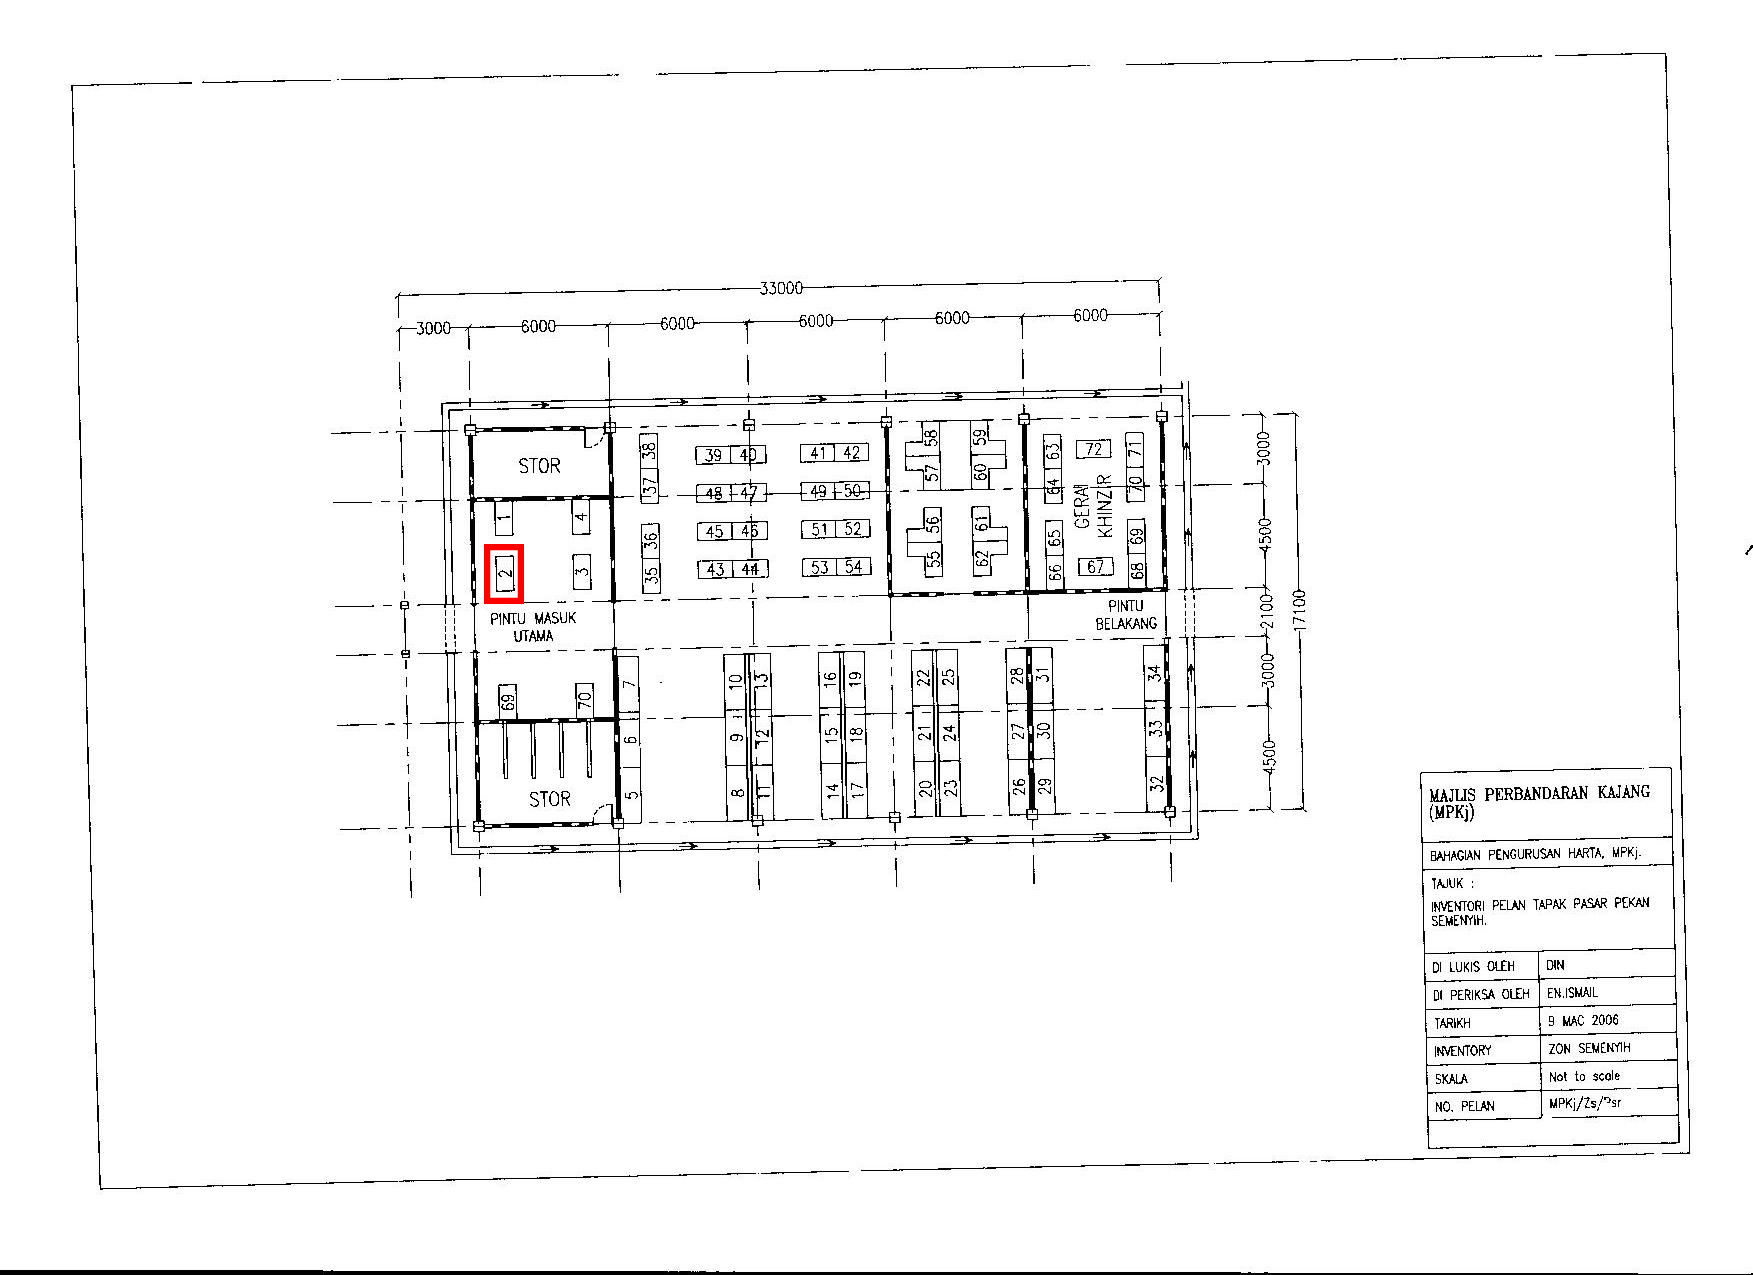 33000
3000 6000 6000 6000 6000 6000
STOR
38 37 36 35
39 40 41 42
48 47 49 50
45 46 51 52
43 44 53 54
58 57 59 60
56 55 61 62
63 64 65 66
72
GERAI
KHINZIR
67
71 70 69 68
1 4
2 3
PINTU MASUK
UTAMA
PINTU
BELAKANG
69 70
STOR
7 6 5
10 9 8
13 12 11
16 15 14
19 18 17
22 21 20
25 24 23
28 27 26
31 30 29
34 33 32
3000
4500
2100
3000
4500
17100
MAJLIS PERBANDARAN KAJANG
(MPKj)
BAHAGIAN PENGURUSAN HARTA, MPKj.
TAJUK :
INVENTORI PELAN TAPAK PASAR PEKAN
SEMENYIH.
DI LUKIS OLEH DIN
DI PERIKSA OLEH EN.ISMAIL
TARIKH 9 MAC 2006
INVENTORY ZON SEMENYIH
SKALA Not to scale
NO. PELAN MPKj/Zs/Psr